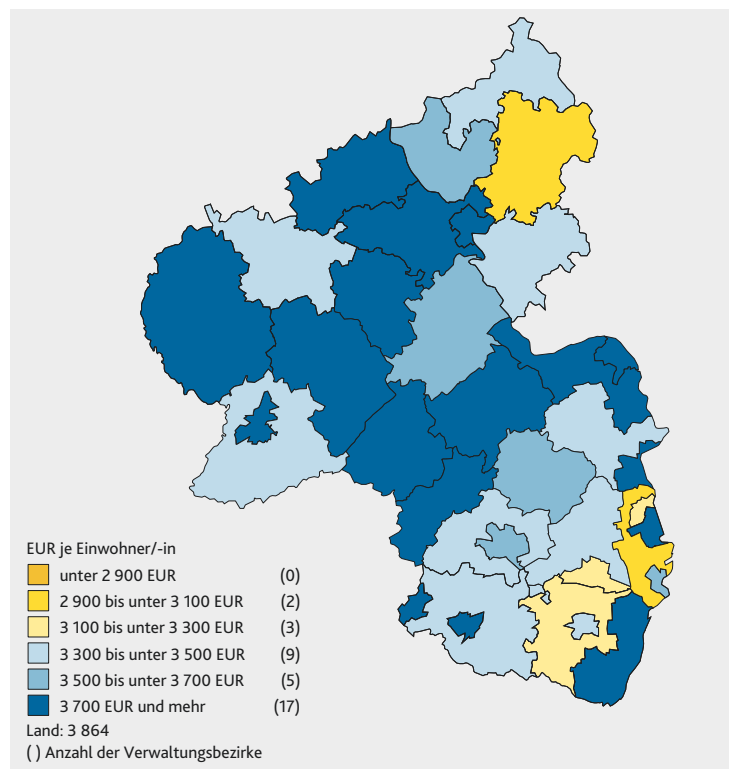 EUR je Einwohner/-in
unter 2 900 EUR (0)
2 900 bis unter 3 100 EUR (2)
3 100 bis unter 3 300 EUR (3)
3 300 bis unter 3 500 EUR (9)
3 500 bis unter 3 700 EUR (5)
3 700 EUR und mehr (17)
Land: 3 864
( ) Anzahl der Verwaltungsbezirke